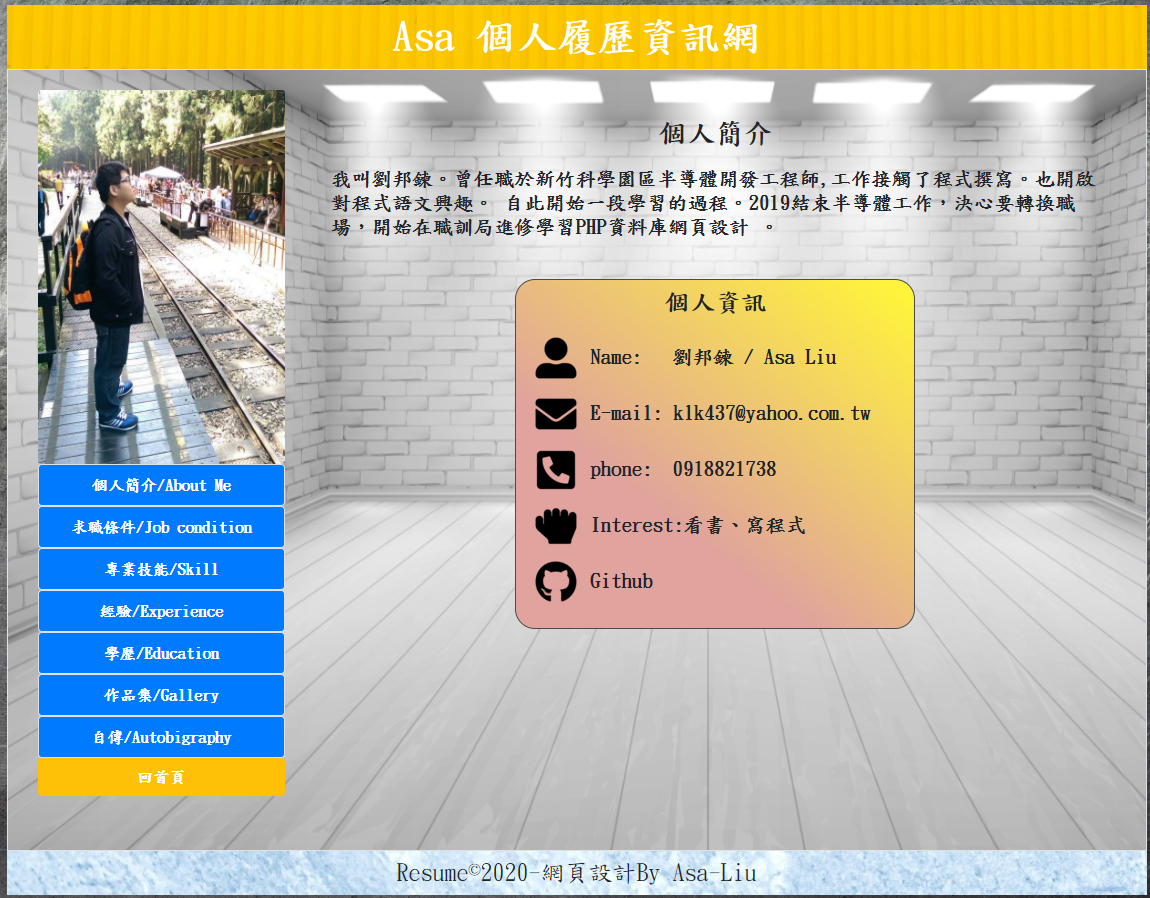 Asa 個人履歷資訊網
個人簡介
我叫劉邦鍊。曾任職於新竹科學園區半導體開發工程師,工作接觸了程式撰寫。也開啟
對程式語文興趣。 自此開始一段學習的過程。2019結束半導體工作，決心要轉換職
場，開始在職訓局進修學習PHP資料庫網頁設計 。
個人資訊
Name: 劉邦鍊 / Asa Liu
E-mail: klk437@yahoo.com.tw
phone: 0918821738
Interest:看書、寫程式
Github
個人簡介/About Me
求職條件/Job condition
專業技能/Skill
經驗/Experience
學歷/Education
作品集/Gallery
自傳/Autobigraphy
回首頁
Resume©2020-網頁設計By Asa-Liu